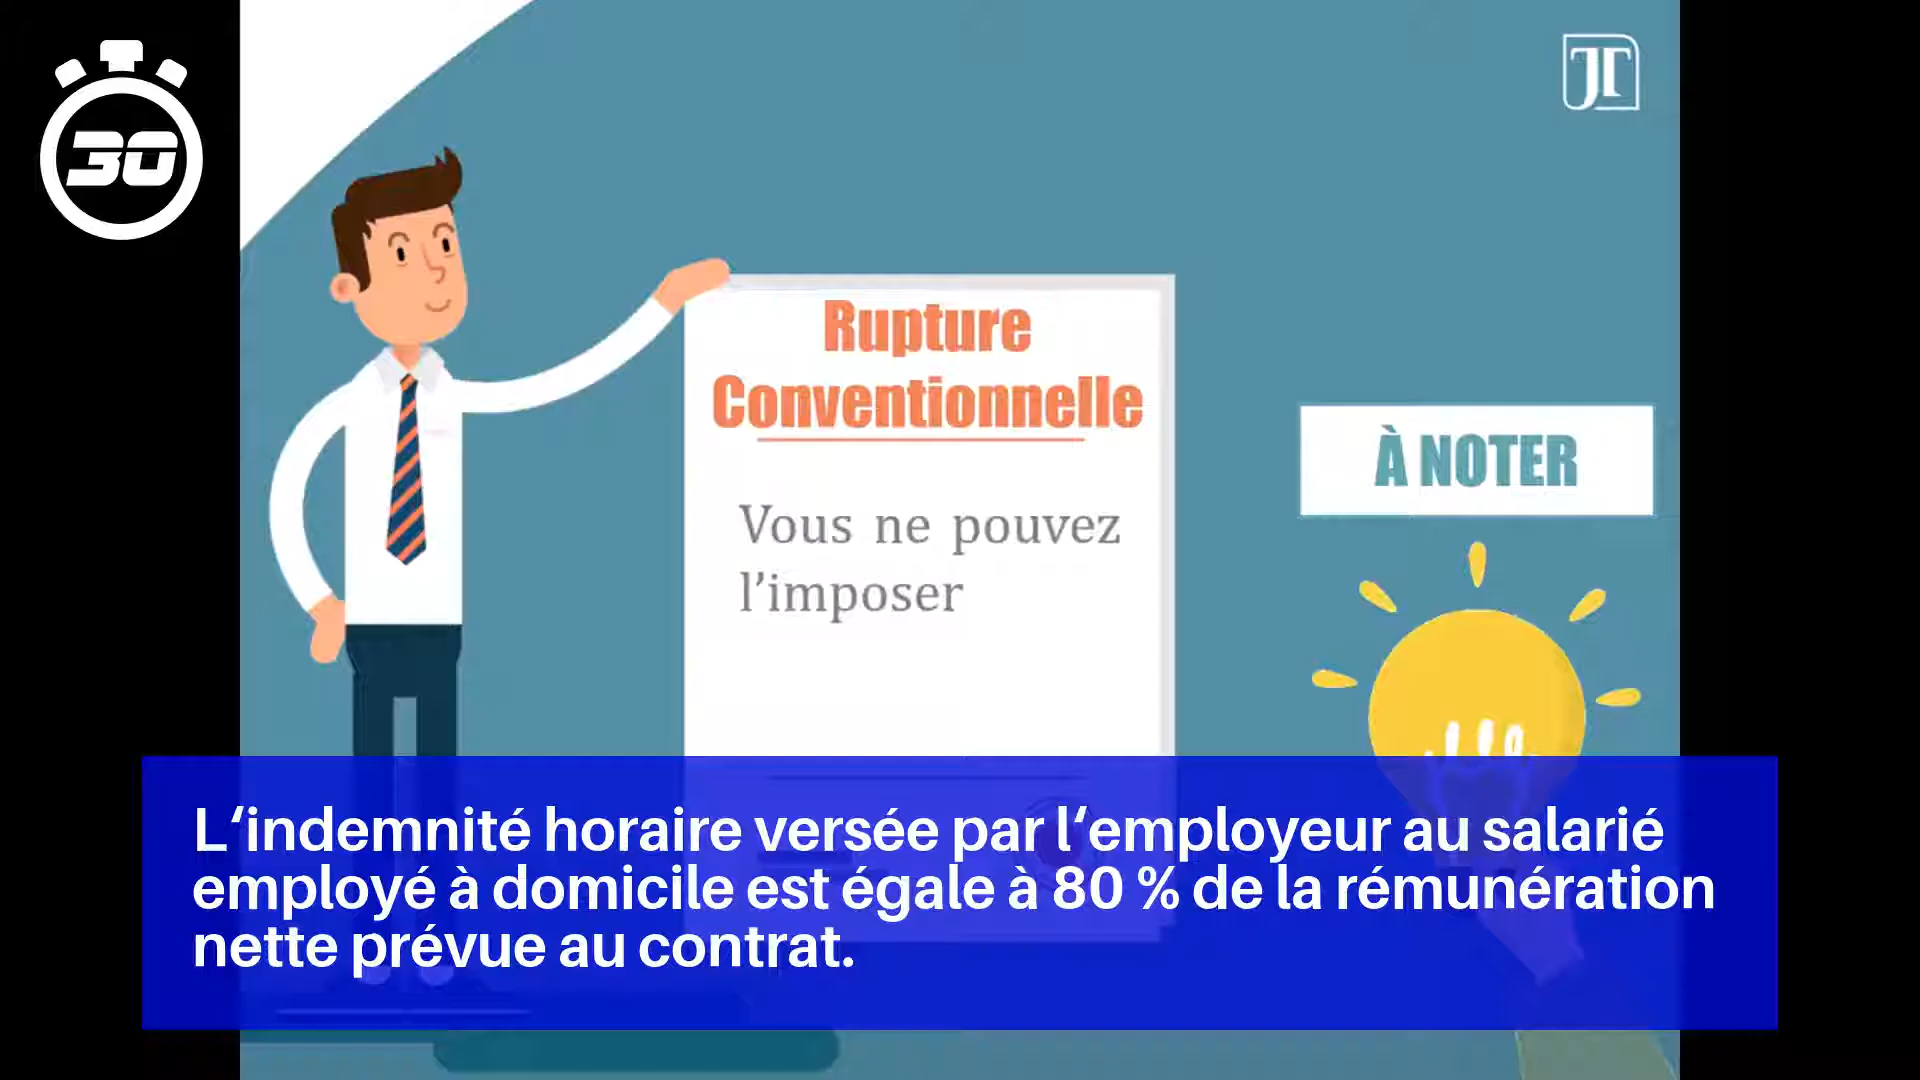 30
JT
Rupture
Conventionnelle
Vous ne pouvez
l’imposer
À NOTER
L‘indemnité horaire versée par l‘employeur au salarié
employé à domicile est égale à 80 % de la rémunération
nette prévue au contrat.